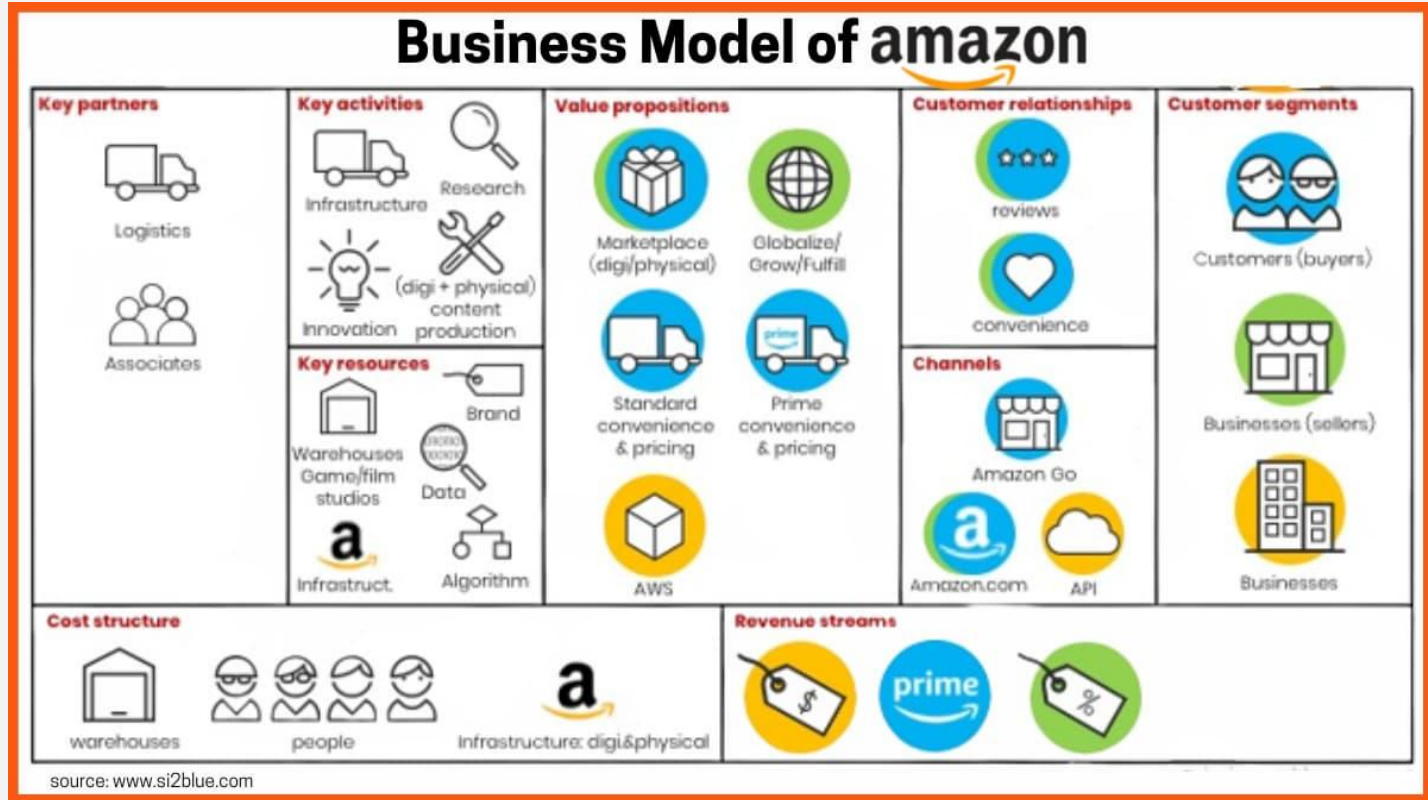 Business Model of amazon
Key partners
Logistics
Associates
Key activities
Infrastructure
Research
Innovation
(digi + physical)
content
production
Key resources
Warehouses
Game/film
studios
Brand
Data
a
Infrastruct.
Algorithm
Value propositions
Marketplace
(digi/physical)
Globalize/
Grow/Fulfill
Standard
convenience
& pricing
prime
Prime
convenience
& pricing
AWS
Customer relationships
reviews
convenience
Channels
Amazon Go
a
Amazon.com
API
Customer segments
Customers (buyers)
Businesses (sellers)
Businesses
Cost structure
warehouses
people
a
Infrastructure: digi.&physical
Revenue streams
$
prime
%
source: www.si2blue.com